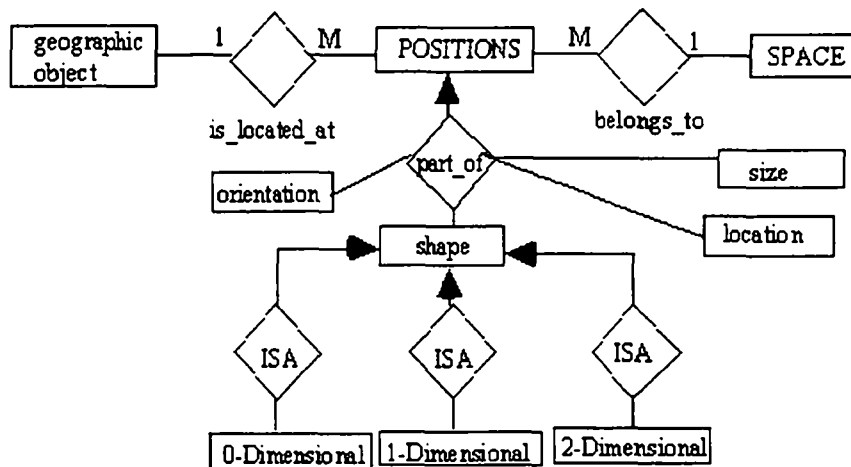 geographic
object
1
M
POSITIONS
M
1
SPACE
is_located_at
belongs_to
part_of
orientation
size
location
shape
ISA
ISA
ISA
0-Dimensional
1-Dimensional
2-Dimensional